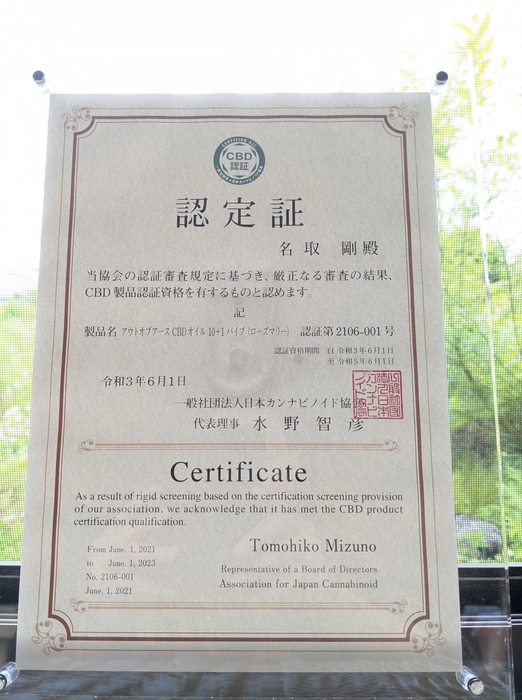 CERTIFIED BY
CBD
認証
認定証
名取 剛殿
当協会の認証審査規定に基づき、厳正なる審査の結果、
CBD製品認証資格を有するものと認めます。
記
製品名 アウトオブアースCBDオイル10+1バイブ(ローズマリー) 認証第2106-001号
認証資格期間 自 令和3年6月1日
至 令和5年6月1日
令和3年6月1日
一般社団法人日本カンナビノイド協
代表理事 水野智彦
Certificate
As a result of rigid screening based on the certification screening provision
of our association, we acknowledge that it has met the CBD product
certification qualification.
From June. 1, 2021
to June. 1, 2023
No. 2106-001
June. 1, 2021
Tomohiko Mizuno
Representative of a Board of Directors
Association for Japan Cannabinoid